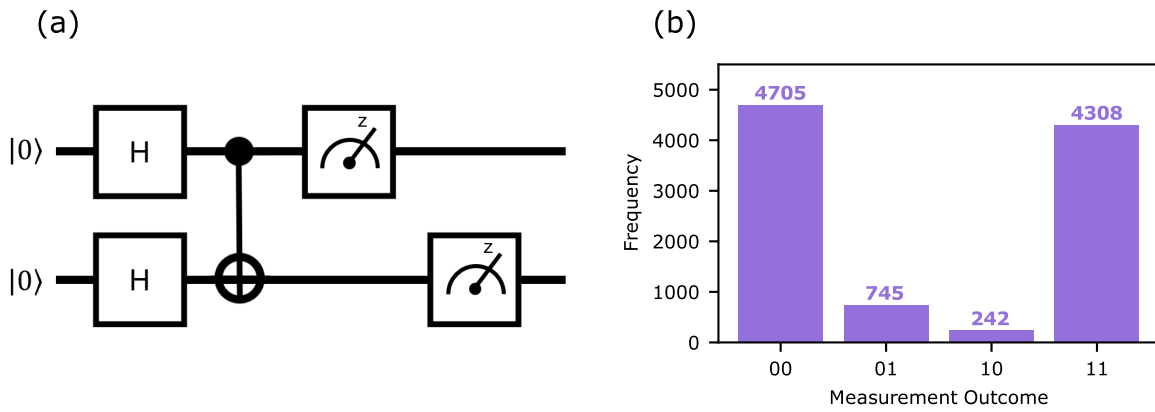 (a)
|0⟩
H
z
|0⟩
H
z
(b)
Frequency
5000
4000
3000
2000
1000
0
4705
745
242
4308
00 01 10 11
Measurement Outcome